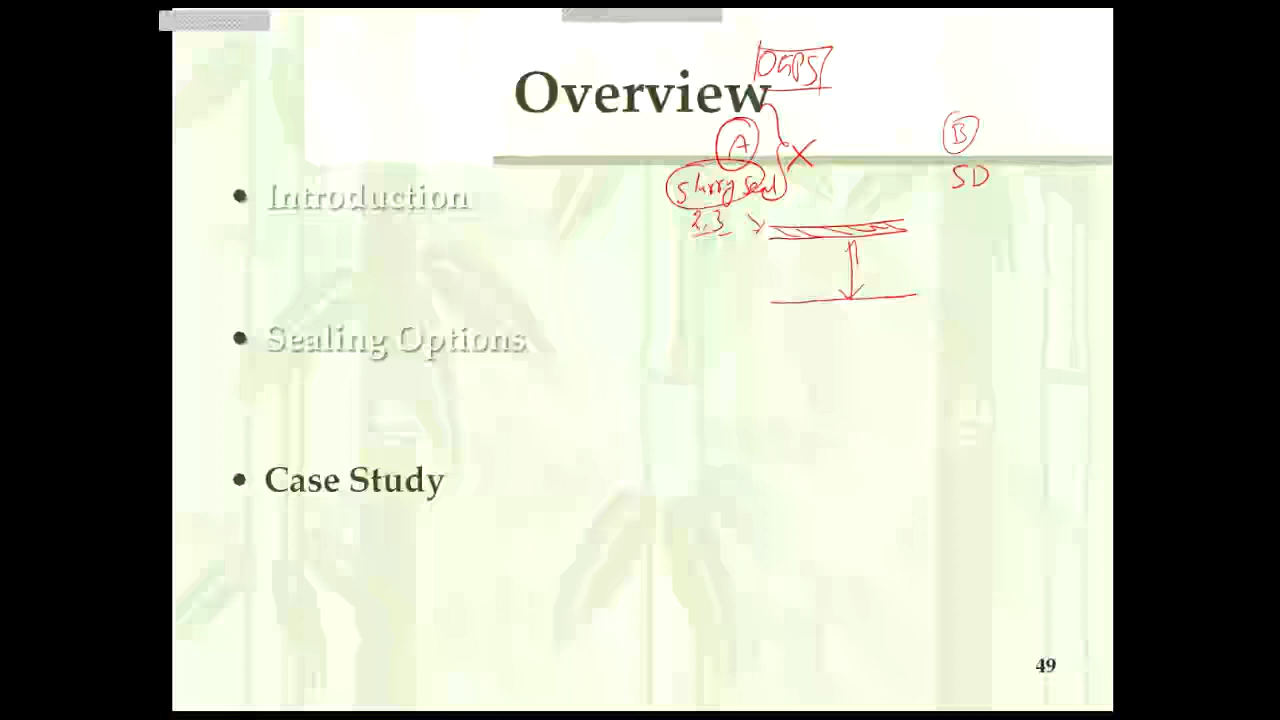 OGPS
Overview
A
B
Slurry Seal
SD
2,3
• Introduction
• Sealing Options
• Case Study
49